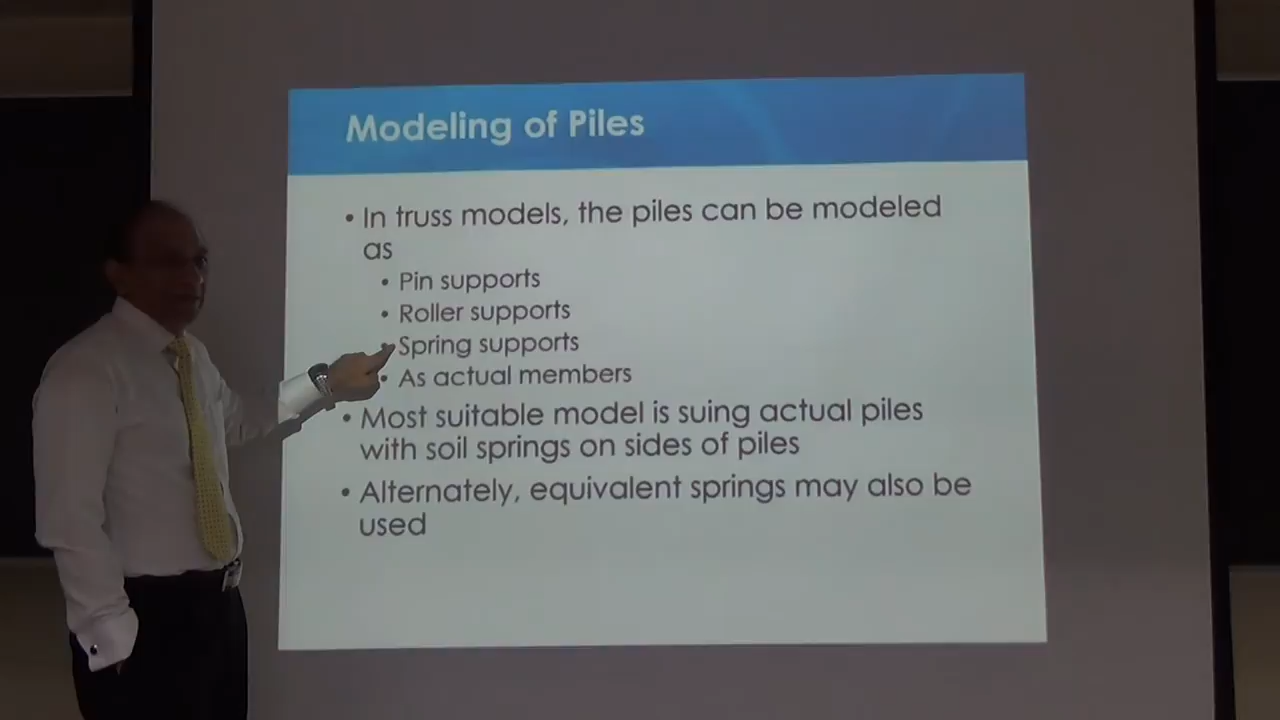 Modeling of Piles
• In truss models, the piles can be modeled
as
• Pin supports
• Roller supports
• Spring supports
• As actual members
• Most suitable model is suing actual piles
with soil springs on sides of piles
• Alternately, equivalent springs may also be
used